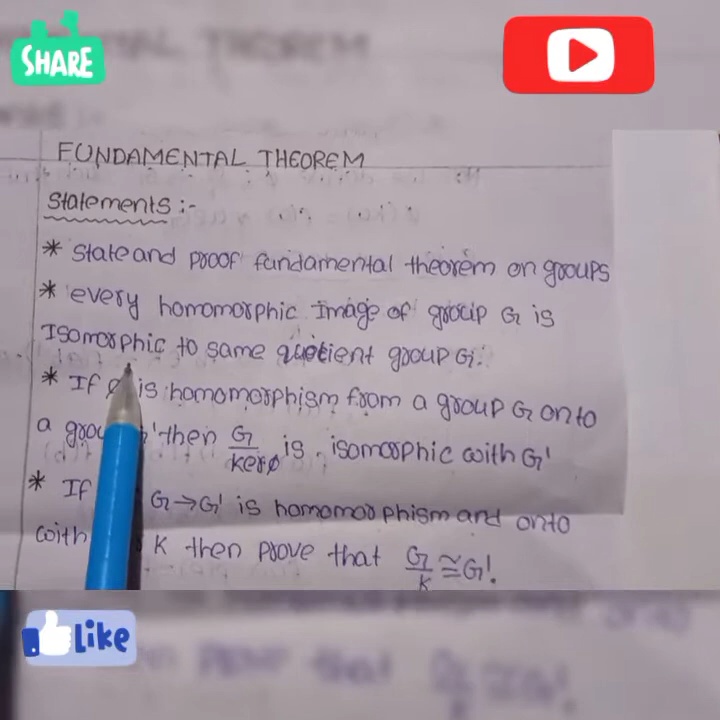 SHARE
FUNDAMENTAL THEOREM
Statements :-
* State and proof fundamental theorem on groups
* every homomorphic Image of group G is
Isomorphic to same quotient group G.
* If φ is homomorphism from a group G onto
a group G' then G/kerφ is isomorphic with G'
* If G→G' is homomorphism and onto
with K then prove that G/K ≅ G'.
Like